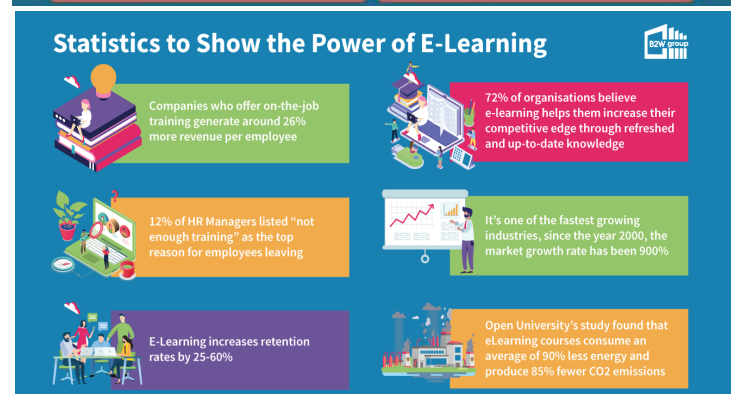 Statistics to Show the Power of E-Learning
B2W group
Companies who offer on-the-job
training generate around 26%
more revenue per employee
72% of organisations believe
e-learning helps them increase their
competitive edge through refreshed
and up-to-date knowledge
12% of HR Managers listed “not
enough training” as the top
reason for employees leaving
It’s one of the fastest growing
industries, since the year 2000, the
market growth rate has been 900%
E-Learning increases retention
rates by 25-60%
Open University’s study found that
eLearning courses consume an
average of 90% less energy and
produce 85% fewer CO2 emissions